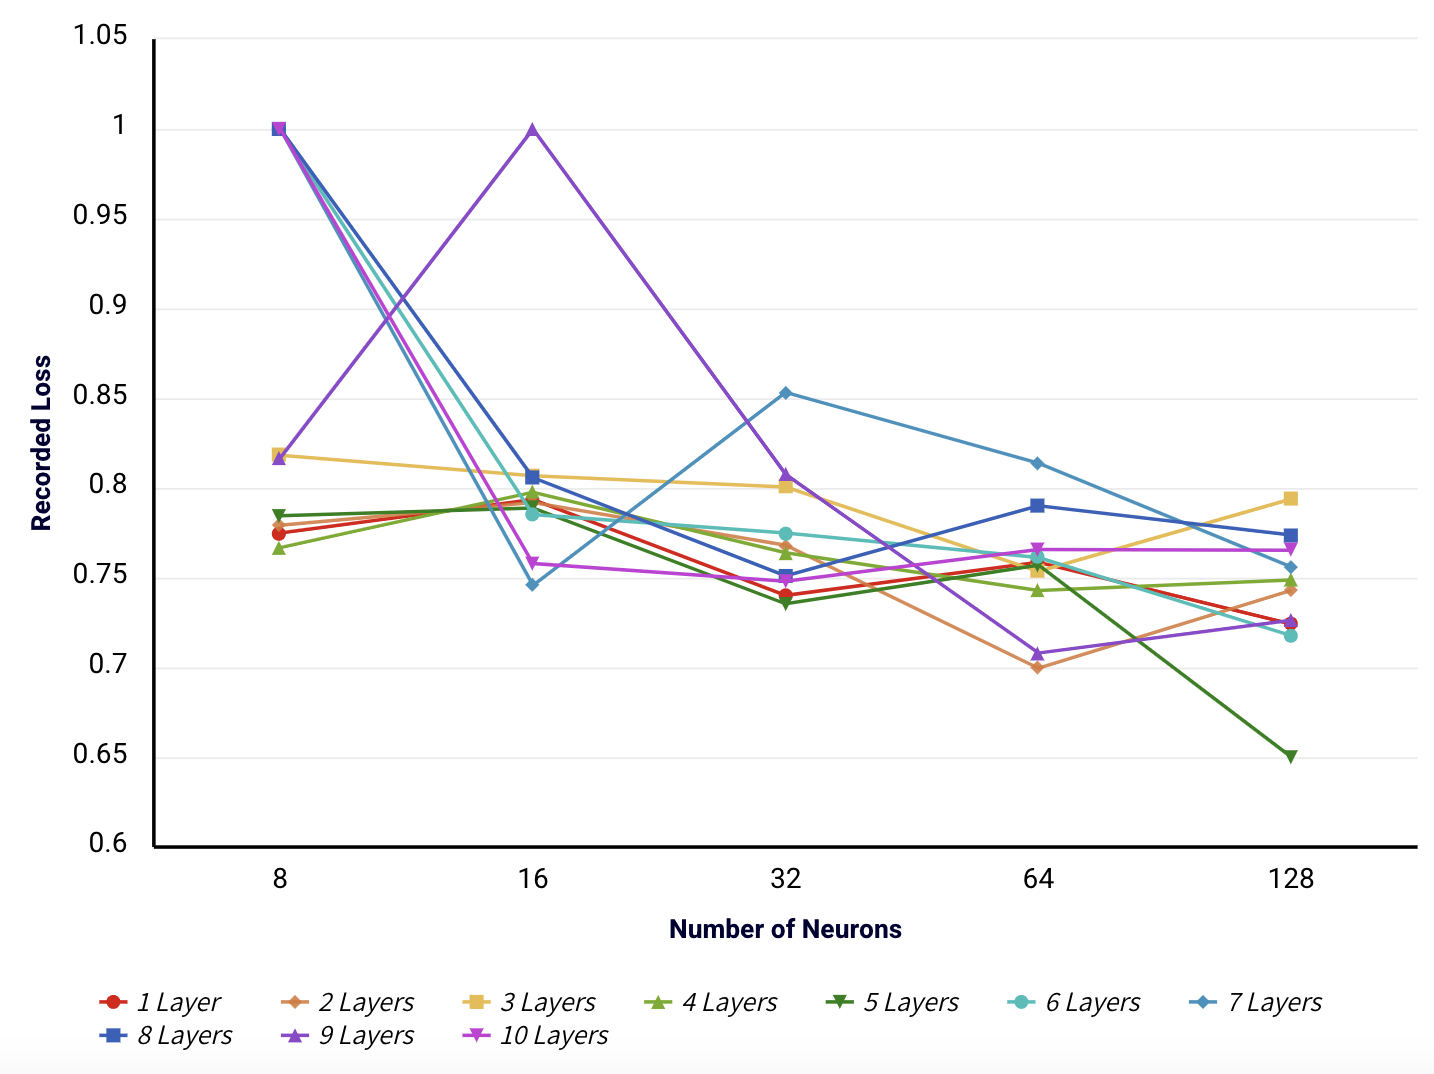 1.05
1
0.95
0.9
0.85
0.8
0.75
0.7
0.65
0.6
Recorded Loss
8 16 32 64 128
Number of Neurons
1 Layer 2 Layers 3 Layers 4 Layers 5 Layers 6 Layers 7 Layers
8 Layers 9 Layers 10 Layers